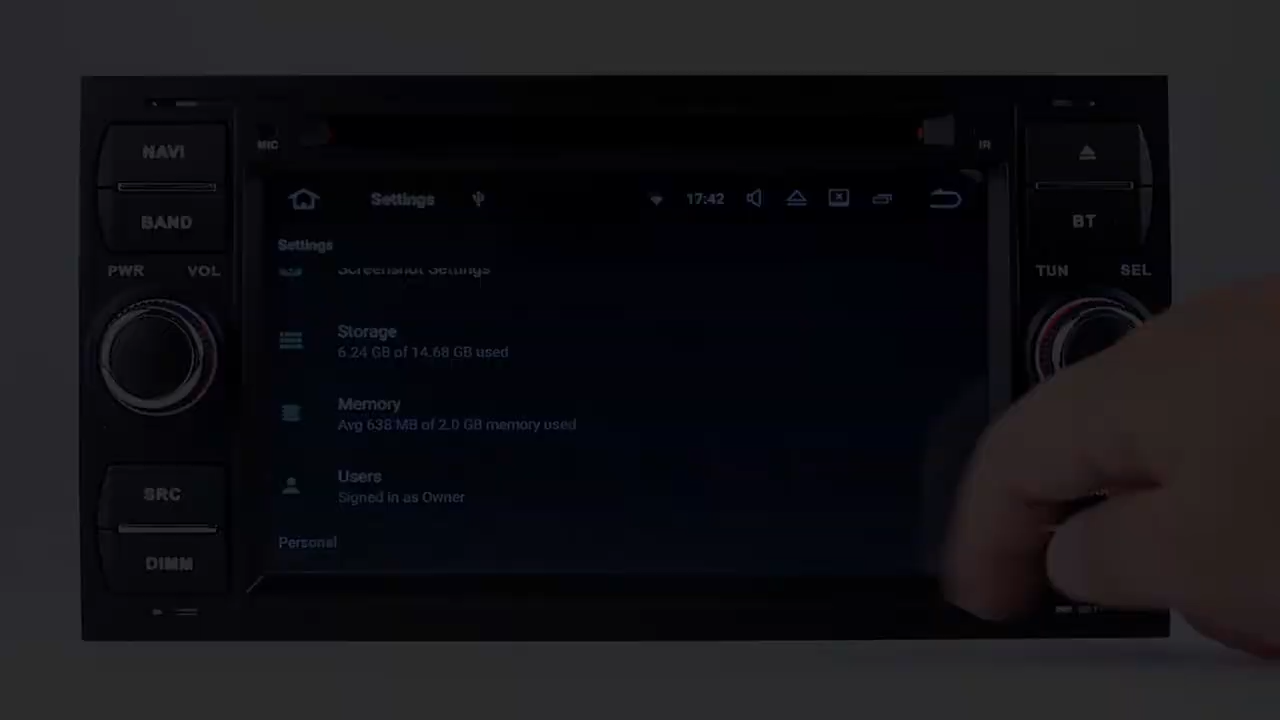 MIC
IR
NAVI
BAND
PWR VOL
SRC
DIMM
BT
TUN SEL
Settings
17:42
Settings
Screenshot Settings
Storage
6.24 GB of 14.68 GB used
Memory
Avg 638 MB of 2.0 GB memory used
Users
Signed in as Owner
Personal